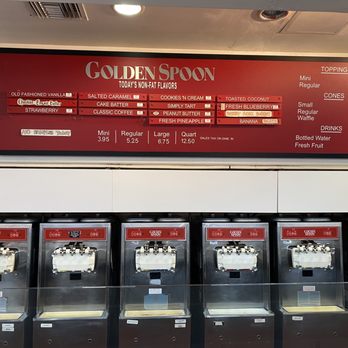 GOLDEN SPOON
TODAY'S NON-FAT FLAVORS
OLD FASHIONED VANILLA
SALTED CARAMEL
COOKIES 'N CREAM
TOASTED COCONUT
CAKE BATTER
SIMPLY TART
FRESH BLUEBERRY
STRAWBERRY
CLASSIC COFFEE
PEANUT BUTTER
FRESH PINEAPPLE
BANANA
Mini
3.95
Regular
5.25
Large
6.75
Quart
12.50
TOPPING
Mini
Regular
CONES
Small
Regular
Waffle
DRINKS
Bottled Water
Fresh Fruit